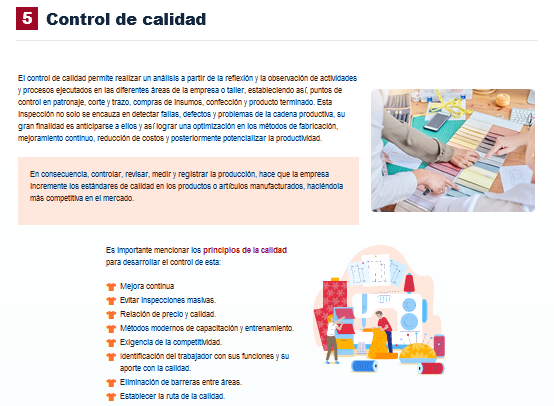 5 Control de calidad
El control de calidad permite realizar un análisis a partir de la reflexión y la observación de actividades
y procesos ejecutados en las diferentes áreas de la empresa o taller, estableciendo así, puntos de
control en patronaje, corte y trazo, compras de insumos, confección y producto terminado. Esta
inspección no solo se encauza en detectar fallas, defectos y problemas de la cadena productiva, su
gran finalidad es anticiparse a ellos y así lograr una optimización en los métodos de fabricación,
mejoramiento continuo, reducción de costos y posteriormente potencializar la productividad.
En consecuencia, controlar, revisar, medir y registrar la producción, hace que la empresa
incremente los estándares de calidad en los productos o artículos manufacturados, haciéndola
más competitiva en el mercado.
Es importante mencionar los principios de la calidad
para desarrollar el control de esta:
Mejora continua
Evitar inspecciones masivas.
Relación de precio y calidad.
Métodos modernos de capacitación y entrenamiento.
Exigencia de la competitividad.
Identificación del trabajador con sus funciones y su
aporte con la calidad.
Eliminación de barreras entre áreas.
Establecer la ruta de la calidad.